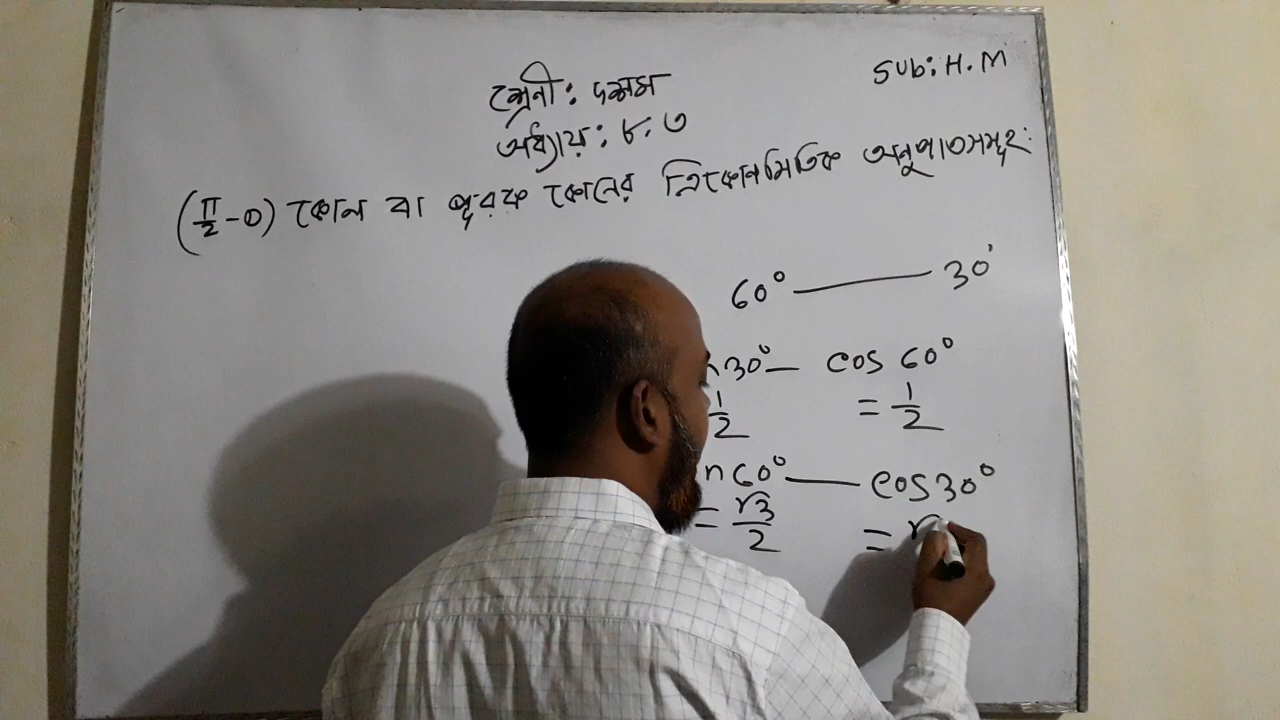 Sub: H.M
শ্রেনী: দশম
অধ্যায়: ৮.৩
(π/2 - θ) কোন বা পূরক কোনের ত্রিকোনমিতিক অনুপাতসমূহ:
60° — 30°
n 30° — cos 60°
1/2 = 1/2
n 60° — cos 30°
= √3/2 = √